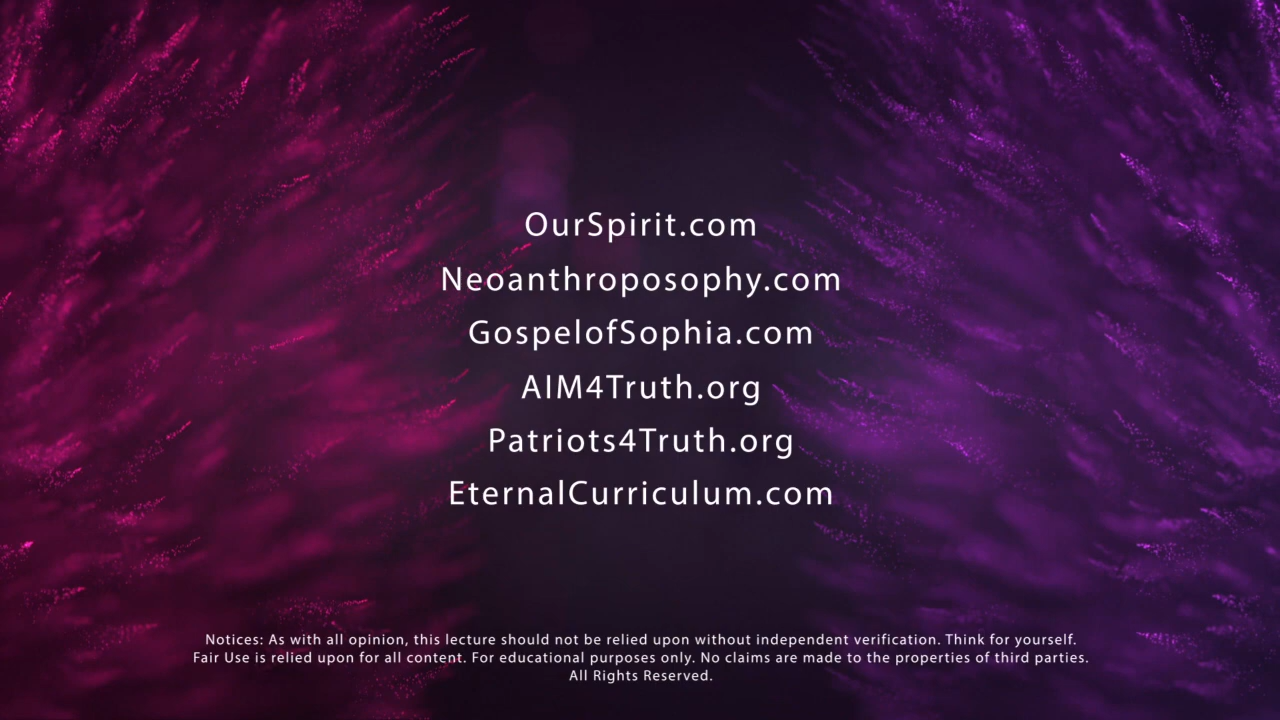 OurSpirit.com
Neoanthroposophy.com
GospelofSophia.com
AIM4Truth.org
Patriots4Truth.org
EternalCurriculum.com
Notices: As with all opinion, this lecture should not be relied upon without independent verification. Think for yourself.
Fair Use is relied upon for all content. For educational purposes only. No claims are made to the properties of third parties.
All Rights Reserved.